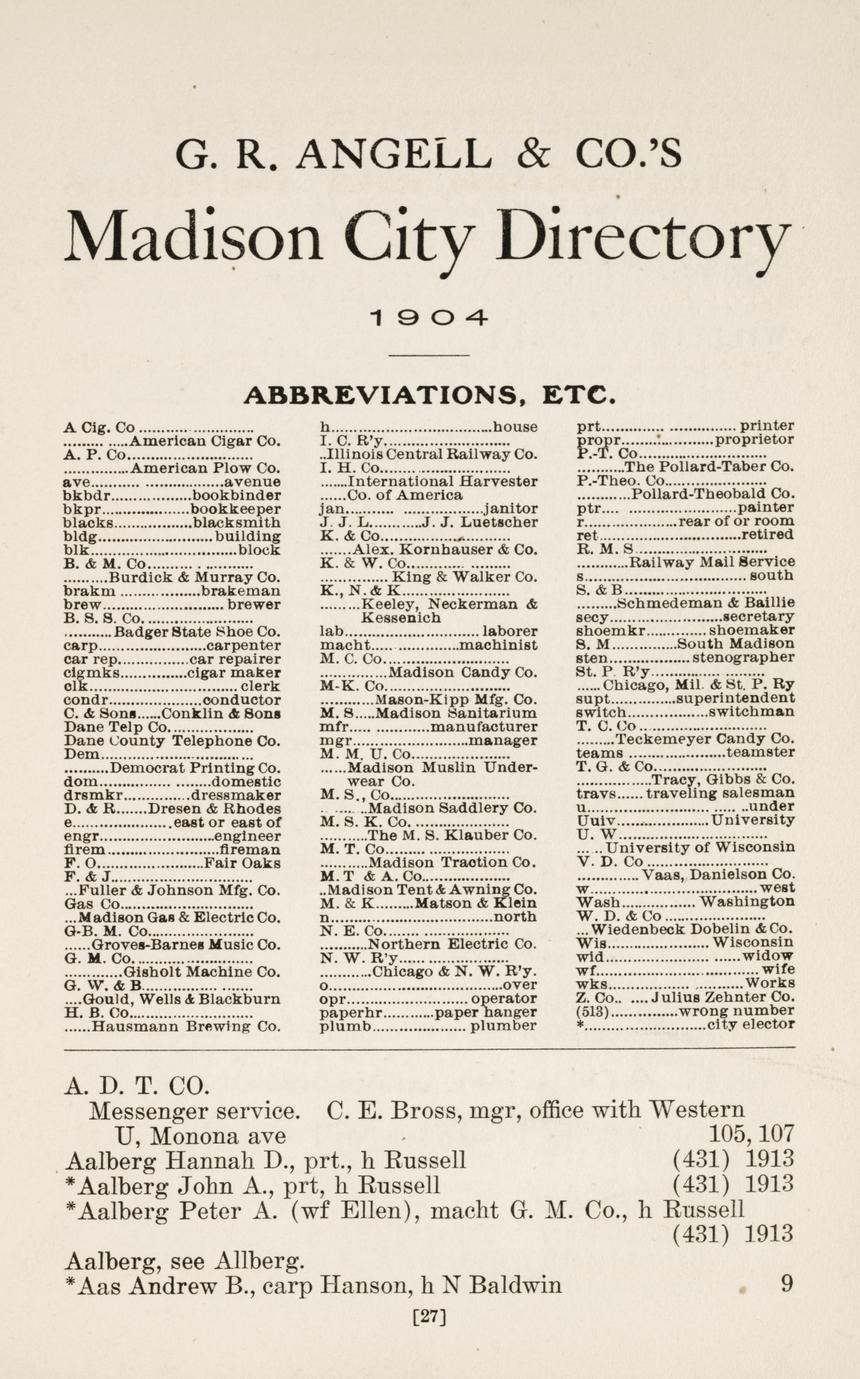 G. R. ANGELL & CO.'S
Madison City Directory
1904
ABBREVIATIONS, ETC.
A Cig. Co ........................
..............American Cigar Co.
A. P. Co..........................
..............American Plow Co.
ave..........................avenue
bkbdr.................bookbinder
bkpr...................bookkeeper
blacks.................blacksmith
bldg........................building
blk................................block
B. & M. Co......................
..........Burdick & Murray Co.
brakm .................brakeman
brew.......................... brewer
B. S. S. Co.......................
...........Badger State Shoe Co.
carp.......................carpenter
car rep...............car repairer
cigmks...............cigar maker
clk................................ clerk
condr....................conductor
C. & Sons......Conklin & Sons
Dane Telp Co..................
Dane County Telephone Co.
Dem................................
..........Democrat Printing Co.
dom.......................domestic
drsmkr...............dressmaker
D. & R.......Dresen & Rhodes
e............................east or east of
engr.........................engineer
firem........................fireman
F. O.......................Fair Oaks
F. & J..............................
...Fuller & Johnson Mfg. Co.
Gas Co............................
...Madison Gas & Electric Co.
G-B. M. Co......................
......Groves-Barnes Music Co.
G. M. Co..........................
.............Gisholt Machine Co.
G. W. & B........................
....Gould, Wells & Blackburn
H. B. Co..........................
......Hausmann Brewing Co.
h...................................house
I. C. R'y...........................
..Illinois Central Railway Co.
I. H. Co............................
......International Harvester
......Co. of America
jan............................janitor
J. J. L...........J. J. Luetscher
K. & Co............................
.......Alex. Kornhauser & Co.
K. & W. Co......................
............... King & Walker Co.
K., N. & K.......................
.........Keeley, Neckerman &
Kessenich
lab............................. laborer
macht...................machinist
M. C. Co...........................
...............Madison Candy Co.
M-K. Co...........................
............Mason-Kipp Mfg. Co.
M. S.....Madison Sanitarium
mfr.................manufacturer
mgr.........................manager
M. M. U. Co.....................
......Madison Muslin Under-
wear Co.
M. S., Co..........................
..........Madison Saddlery Co.
M. S. K. Co. .....................
..........The M. S. Klauber Co.
M. T. Co...........................
..........Madison Traction Co.
M. T & A. Co...................
..Madison Tent & Awning Co.
M. & K........Matson & Klein
n...................................north
N. E. Co...........................
..........Northern Electric Co.
N. W. R'y........................
...........Chicago & N. W. R'y.
o.....................................over
opr.......................... operator
paperhr...........paper hanger
plumb.................... plumber
prt............................. printer
propr....................proprietor
P.-T. Co............................
..........The Pollard-Taber Co.
P.-Theo. Co......................
............Pollard-Theobald Co.
ptr............................painter
r....................rear of or room
ret...............................retired
R. M. S............................
...........Railway Mail Service
s................................... south
S. & B..............................
.........Schmedeman & Baillie
secy........................secretary
shoemkr.............shoemaker
S. M..............South Madison
sten..................stenographer
St. P. R'y.........................
...... Chicago, Mil. & St. P. Ry
supt...............superintendent
switch..................switchman
T. C. Co ...........................
.........Teckemeyer Candy Co.
teams .....................teamster
T. G. & Co........................
................Tracy, Gibbs & Co.
travs......traveling salesman
u..................................under
Uuiv....................University
U. W................................
......University of Wisconsin
V. D. Co ..........................
............. Vaas, Danielson Co.
w.................................... west
Wash................ Washington
W. D. & Co ......................
...Wiedenbeck Dobelin & Co.
Wis...................... Wisconsin
wid..............................widow
wf...................................wife
wks............................Works
Z. Co.. ....Julius Zehnter Co.
(513)...............wrong number
*..........................city elector
A. D. T. CO.
Messenger service. C. E. Bross, mgr, office with Western
U, Monona ave 105, 107
Aalberg Hannah D., prt., h Russell (431) 1913
*Aalberg John A., prt, h Russell (431) 1913
*Aalberg Peter A. (wf Ellen), macht G. M. Co., h Russell
(431) 1913
Aalberg, see Allberg.
*Aas Andrew B., carp Hanson, h N Baldwin 9
[27]